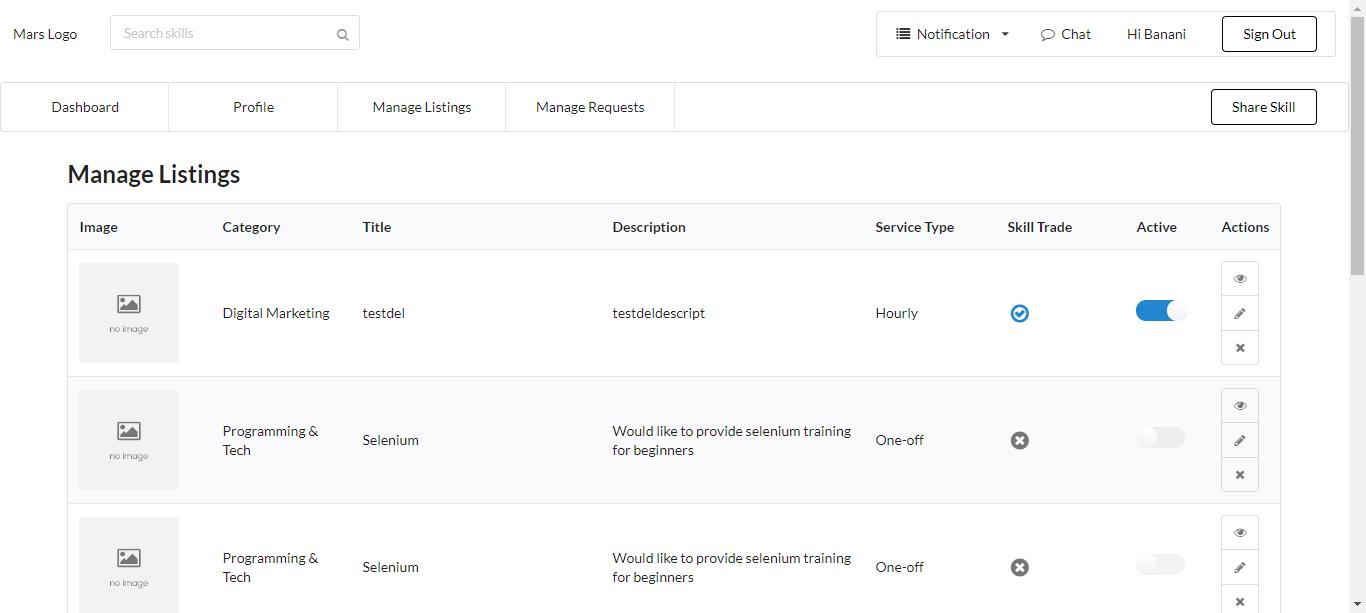 Mars Logo
Search skills
Notification
Chat
Hi Banani
Sign Out
Dashboard
Profile
Manage Listings
Manage Requests
Share Skill
Manage Listings
Image
Category
Title
Description
Service Type
Skill Trade
Active
Actions
no image
Digital Marketing
testdel
testdeldescript
Hourly
no image
Programming &
Tech
Selenium
Would like to provide selenium training
for beginners
One-off
no image
Programming &
Tech
Selenium
Would like to provide selenium training
for beginners
One-off